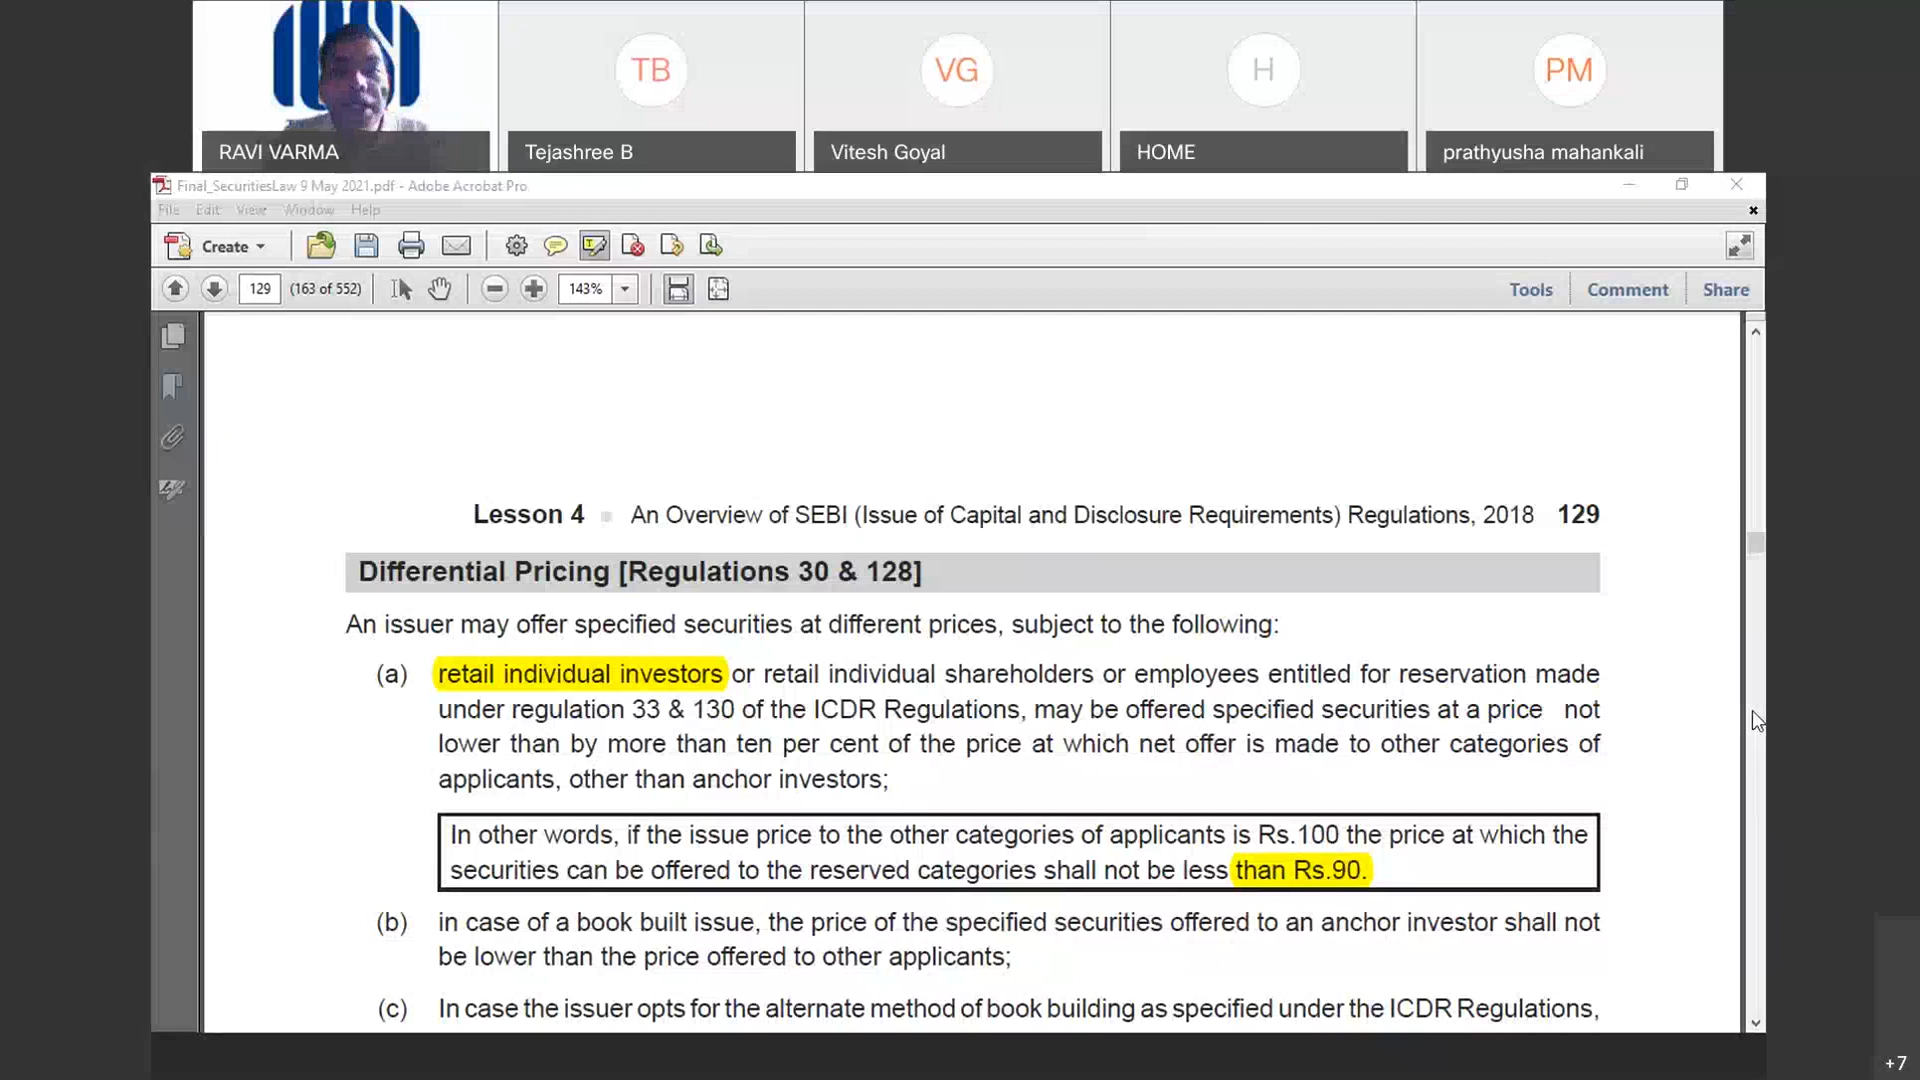 TB
VG
H
PM
RAVI VARMA
Tejashree B
Vitesh Goyal
HOME
prathyusha mahankali
Final_SecuritiesLaw 9 May 2021.pdf - Adobe Acrobat Pro
File Edit View Window Help
Create
129 (163 of 552) 143% Tools Comment Share
Lesson 4 An Overview of SEBI (Issue of Capital and Disclosure Requirements) Regulations, 2018 129
Differential Pricing [Regulations 30 & 128]
An issuer may offer specified securities at different prices, subject to the following:
(a) retail individual investors or retail individual shareholders or employees entitled for reservation made
under regulation 33 & 130 of the ICDR Regulations, may be offered specified securities at a price not
lower than by more than ten per cent of the price at which net offer is made to other categories of
applicants, other than anchor investors;
In other words, if the issue price to the other categories of applicants is Rs.100 the price at which the
securities can be offered to the reserved categories shall not be less than Rs.90.
(b) in case of a book built issue, the price of the specified securities offered to an anchor investor shall not
be lower than the price offered to other applicants;
(c) In case the issuer opts for the alternate method of book building as specified under the ICDR Regulations,
+7